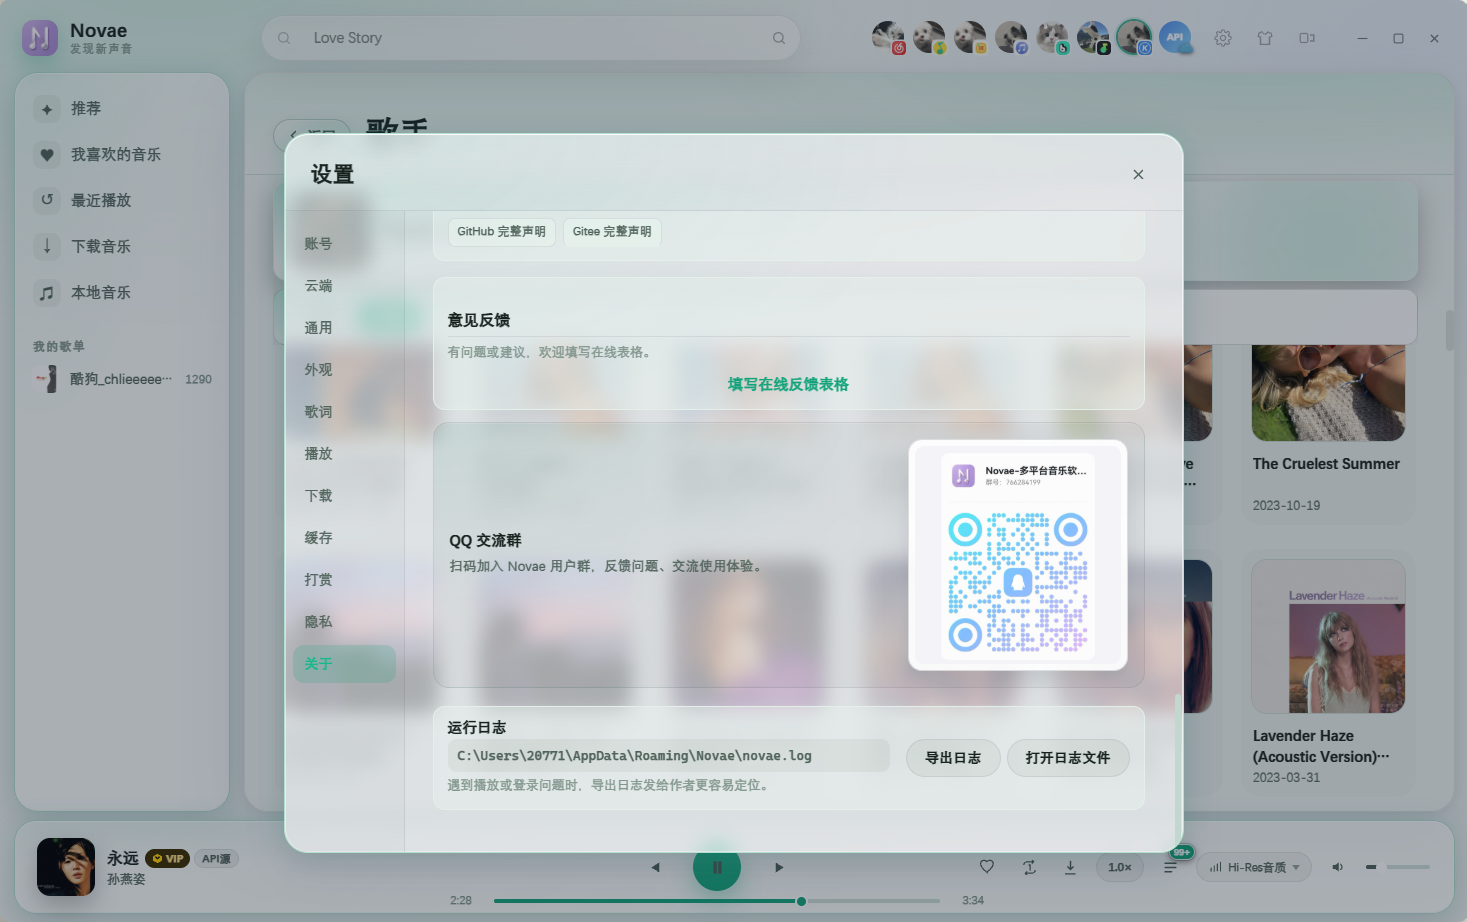 Novae
发现新声音
Love Story
API
推荐
我喜欢的音乐
最近播放
下载音乐
本地音乐
我的歌单
酷狗_chlieeeee… 1290
设置
账号
云端
通用
外观
歌词
播放
下载
缓存
打赏
隐私
关于
GitHub 完整声明
Gitee 完整声明
意见反馈
有问题或建议，欢迎填写在线表格。
填写在线反馈表格
QQ 交流群
扫码加入 Novae 用户群，反馈问题、交流使用体验。
Novae-多平台音乐软...
群号：766284199
运行日志
C:\Users\20771\AppData\Roaming\Novae\novae.log
导出日志
打开日志文件
遇到播放或登录问题时，导出日志发给作者更容易定位。
The Cruelest Summer
2023-10-19
Lavender Haze
Lavender Haze
(Acoustic Version)…
2023-03-31
永远 VIP API源
孙燕姿
2:28
3:34
1.0×
99+
Hi-Res音质